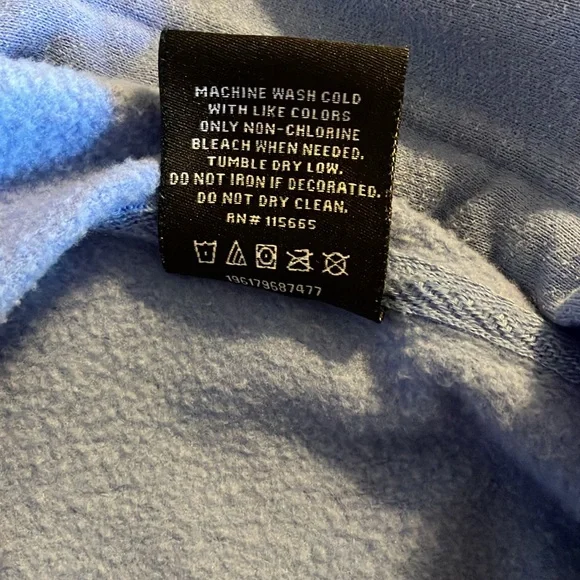 MACHINE WASH COLD
WITH LIKE COLORS
ONLY NON-CHLORINE
BLEACH WHEN NEEDED.
TUMBLE DRY LOW.
DO NOT IRON IF DECORATED.
DO NOT DRY CLEAN.
RN# 115665
196179687477